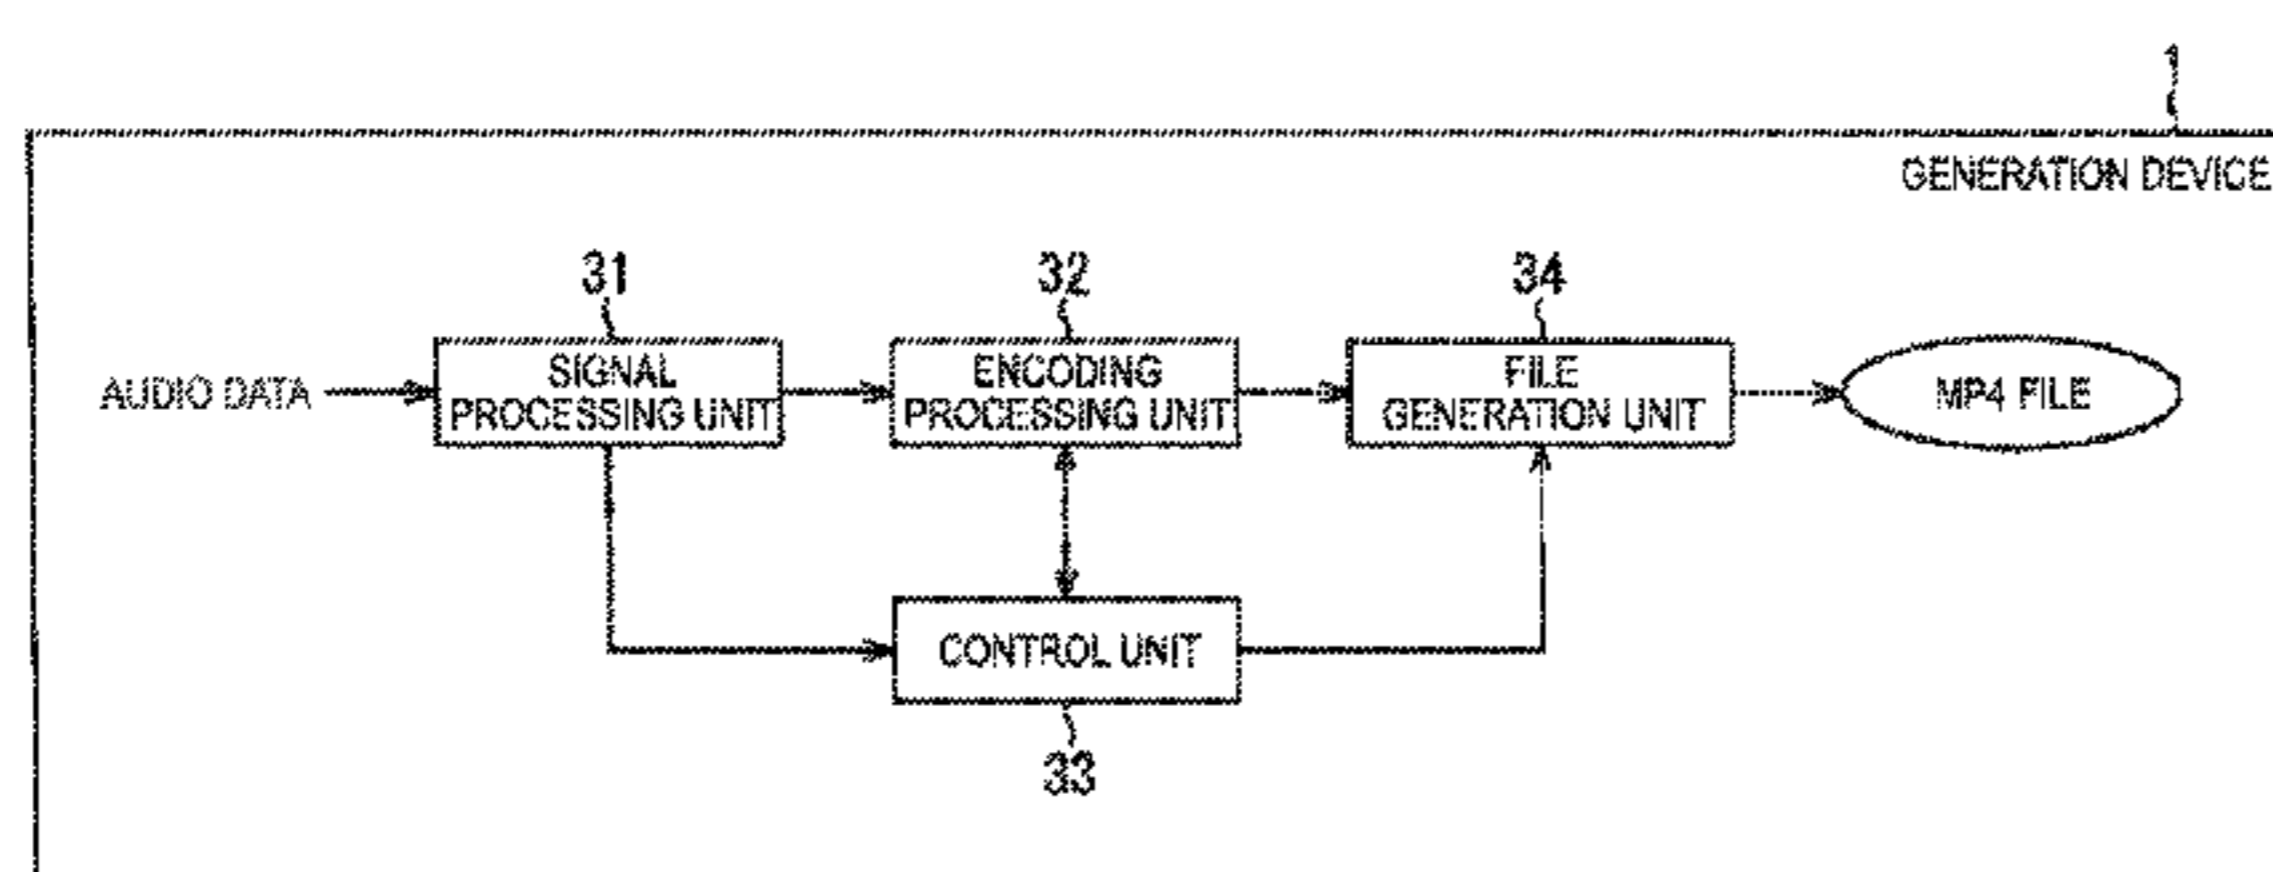 1
GENERATION DEVICE
31
32
34
AUDIO DATA
SIGNAL
PROCESSING UNIT
ENCODING
PROCESSING UNIT
FILE
GENERATION UNIT
MP4 FILE
CONTROL UNIT
33